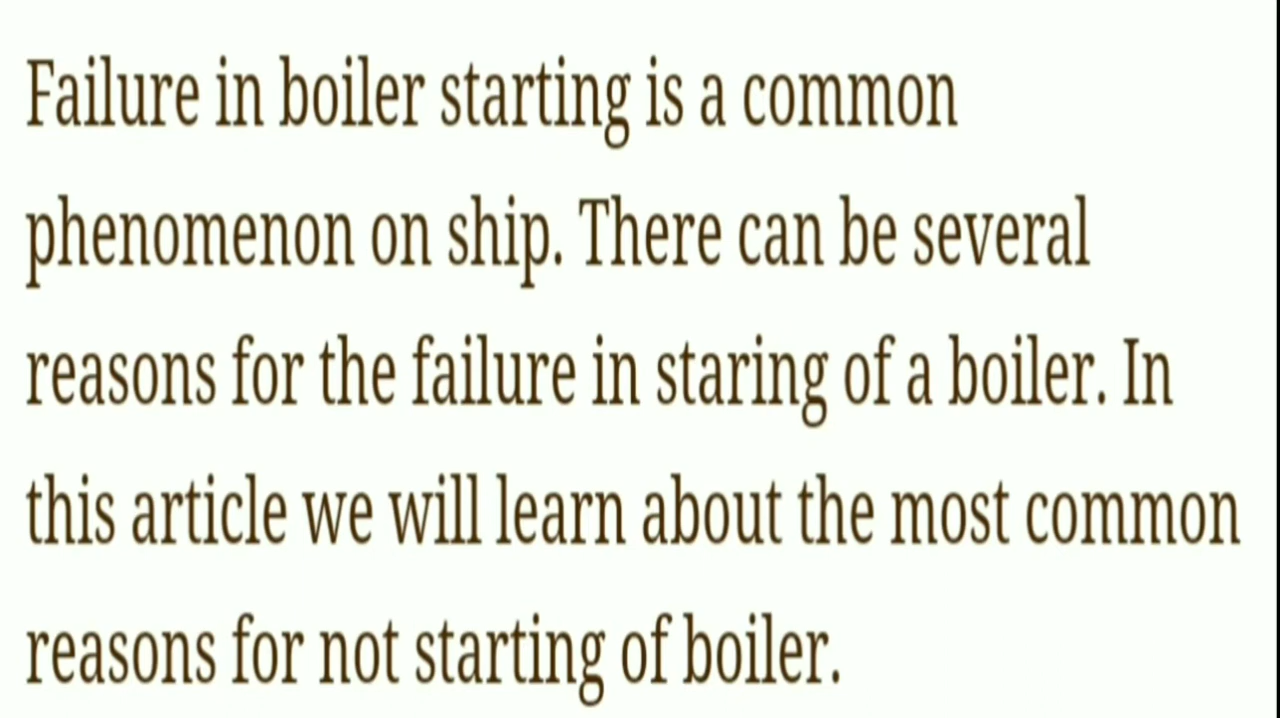 Failure in boiler starting is a common
phenomenon on ship. There can be several
reasons for the failure in staring of a boiler. In
this article we will learn about the most common
reasons for not starting of boiler.